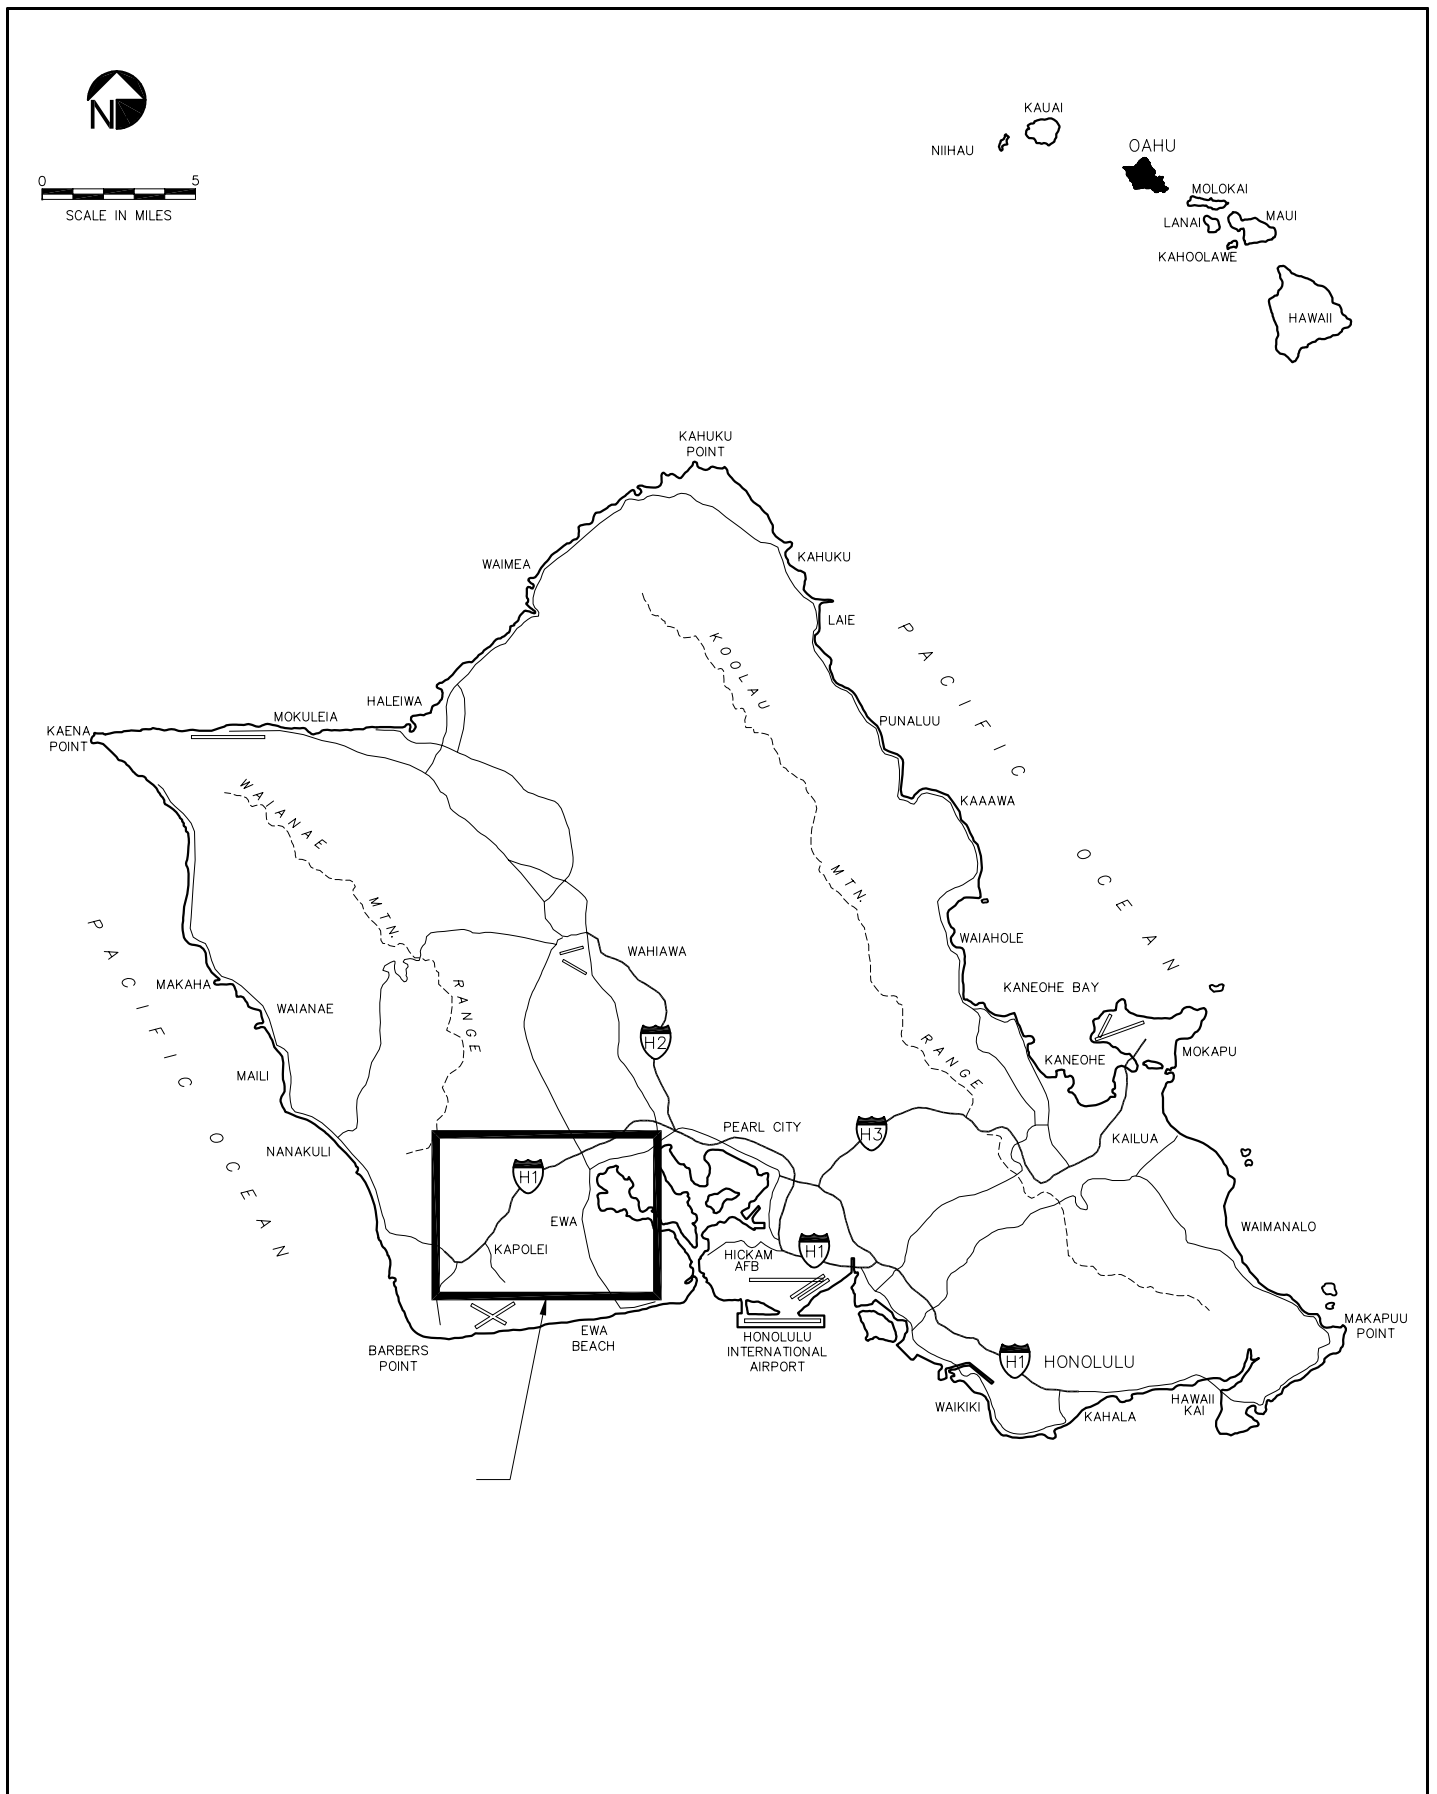 N
0 5
SCALE IN MILES
KAUAI
NIIHAU
OAHU
MOLOKAI
LANAI
MAUI
KAHOOLAWE
HAWAII
KAHUKU
POINT
WAIMEA
KAHUKU
LAIE
PACIFIC OCEAN
KOOLAU MTN. RANGE
HALEIWA
MOKULEIA
KAENA
POINT
PUNALUU
KAAAWA
WAIANAE MTN. RANGE
PACIFIC OCEAN
WAHIAWA
WAIAHOLE
MAKAHA
WAIANAE
KANEOHE BAY
H2
KANEOHE
MOKAPU
MAILI
PEARL CITY
H3
KAILUA
NANAKULI
H1
EWA
KAPOLEI
HICKAM
AFB
H1
WAIMANALO
BARBERS
POINT
EWA
BEACH
HONOLULU
INTERNATIONAL
AIRPORT
MAKAPUU
POINT
H1 HONOLULU
WAIKIKI
KAHALA
HAWAII
KAI